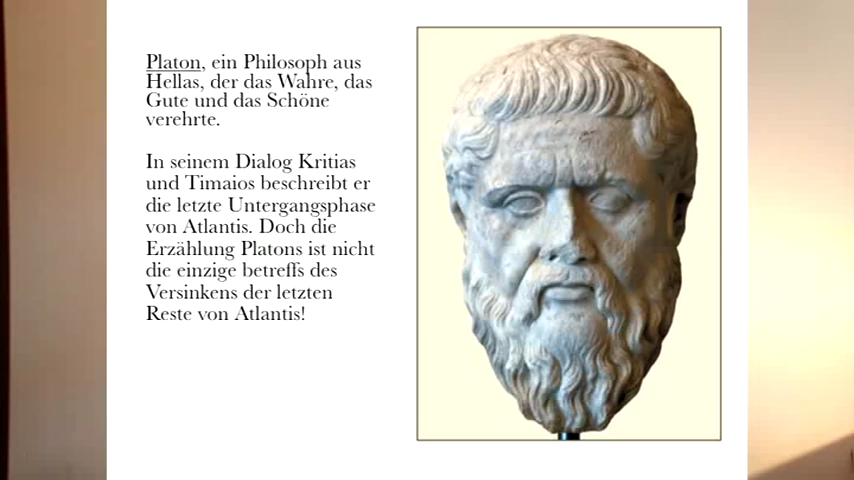 Platon, ein Philosoph aus
Hellas, der das Wahre, das
Gute und das Schöne
verehrte.
In seinem Dialog Kritias
und Timaios beschreibt er
die letzte Untergangsphase
von Atlantis. Doch die
Erzählung Platons ist nicht
die einzige betreffs des
Versinkens der letzten
Reste von Atlantis!